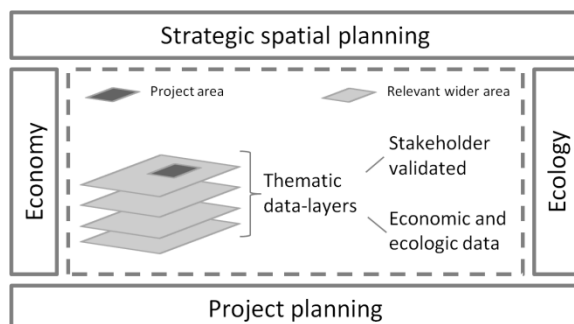 Strategic spatial planning
Economy
Project area
Relevant wider area
Stakeholder
validated
Thematic
data-layers
Economic and
ecologic data
Ecology
Project planning